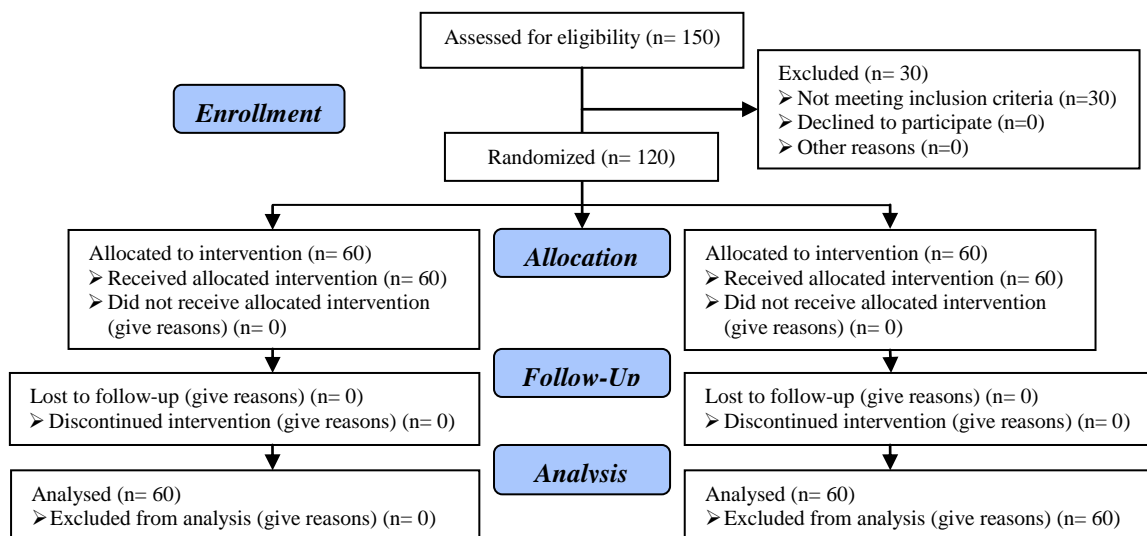 Assessed for eligibility (n= 150)
Excluded (n= 30)
➢ Not meeting inclusion criteria (n=30)
➢ Declined to participate (n=0)
➢ Other reasons (n=0)
Enrollment
Randomized (n= 120)
Allocated to intervention (n= 60)
➢ Received allocated intervention (n= 60)
➢ Did not receive allocated intervention
(give reasons) (n= 0)
Allocation
Allocated to intervention (n= 60)
➢ Received allocated intervention (n= 60)
➢ Did not receive allocated intervention
(give reasons) (n= 0)
Lost to follow-up (give reasons) (n= 0)
➢ Discontinued intervention (give reasons) (n= 0)
Follow-Up
Lost to follow-up (give reasons) (n= 0)
➢ Discontinued intervention (give reasons) (n= 0)
Analysed (n= 60)
➢Excluded from analysis (give reasons) (n= 0)
Analysis
Analysed (n= 60)
➢ Excluded from analysis (give reasons) (n= 60)